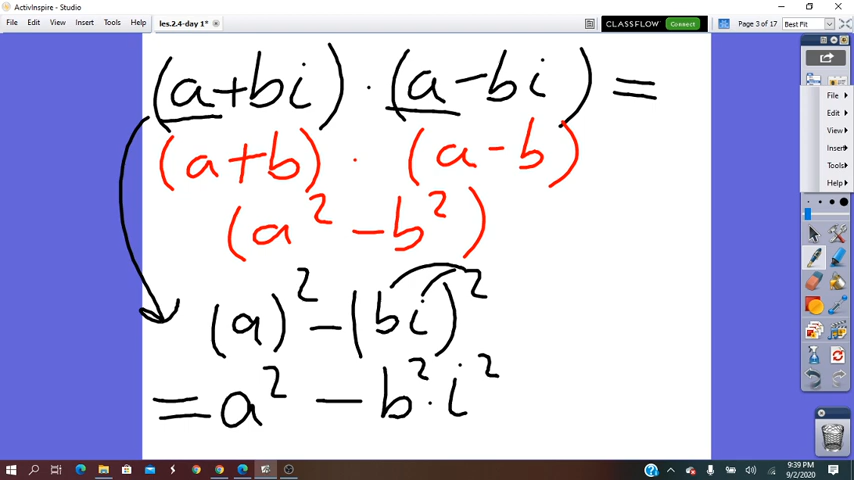 ActivInspire - Studio
File Edit View Insert Tools Help
les.2.4-day 1*
CLASSFLOW Connect
Page 3 of 17
Best Fit
(a+bi) · (a-bi) =
(a+b) · (a-b)
(a² - b²)
(a)² - (bi)²
= a² - b² · i²
File
Edit
View
Insert
Tools
Help
9:39 PM
9/2/2020